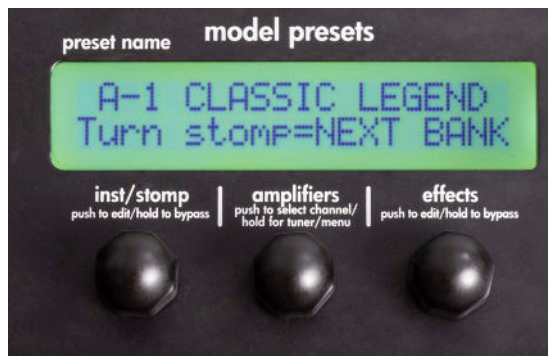 model presets
preset name
A-1 CLASSIC LEGEND
Turn stomp=NEXT BANK
inst/stomp
push to edit/hold to bypass
amplifiers
push to select channel/
hold for tuner/menu
effects
push to edit/hold to bypass